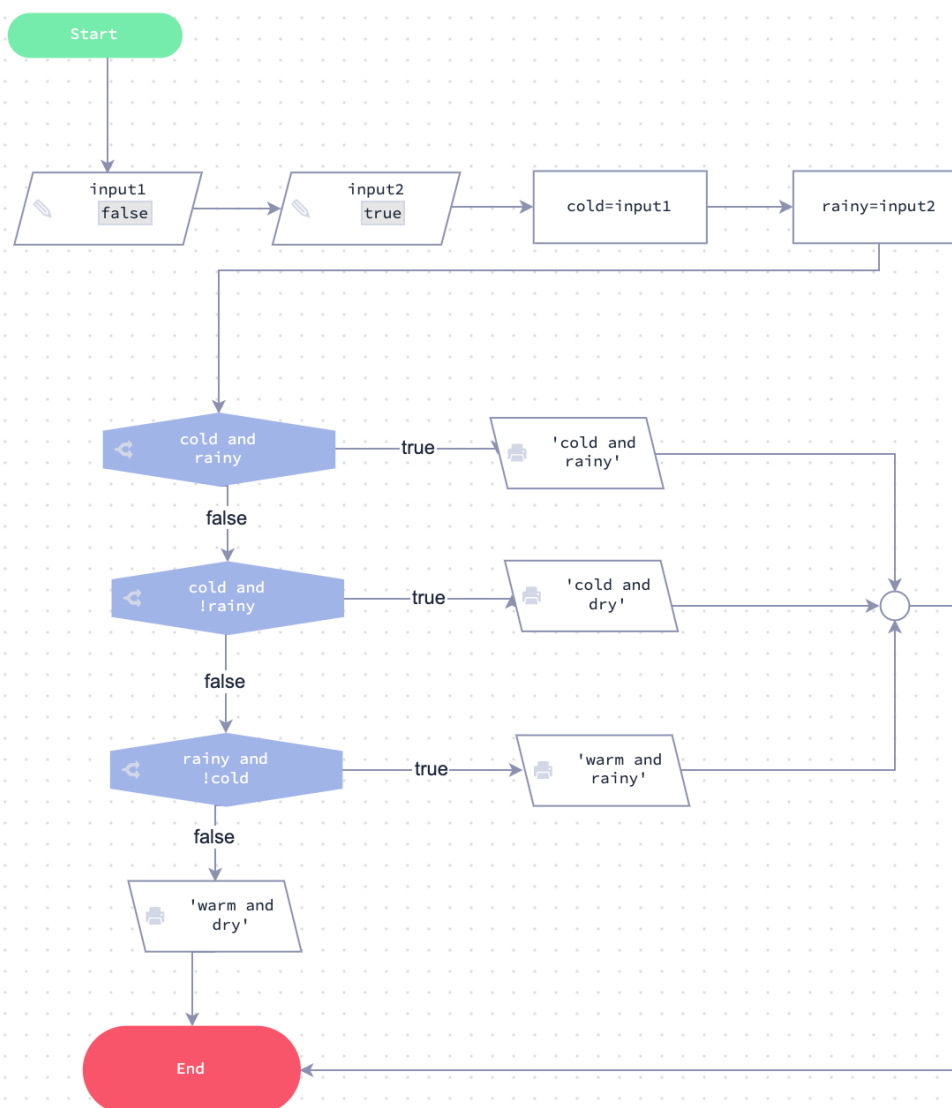 Start
input1
false
input2
true
cold=input1
rainy=input2
cold and
rainy
true
'cold and
rainy'
false
cold and
!rainy
true
'cold and
dry'
false
rainy and
!cold
true
'warm and
rainy'
false
'warm and
dry'
End